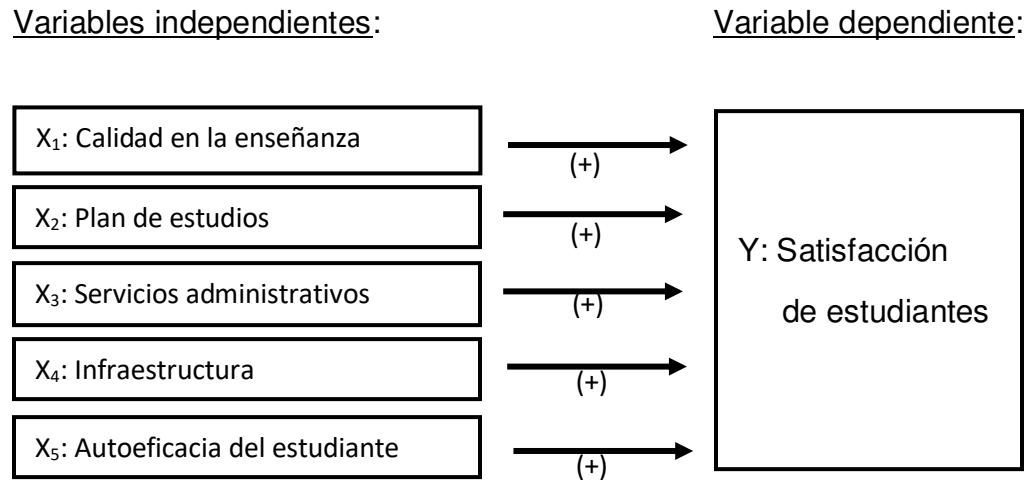 Variables independientes:
Variable dependiente:
X₁: Calidad en la enseñanza
(+)
X₂: Plan de estudios
(+)
X₃: Servicios administrativos
(+)
X₄: Infraestructura
(+)
X₅: Autoeficacia del estudiante
(+)
Y: Satisfacción
de estudiantes